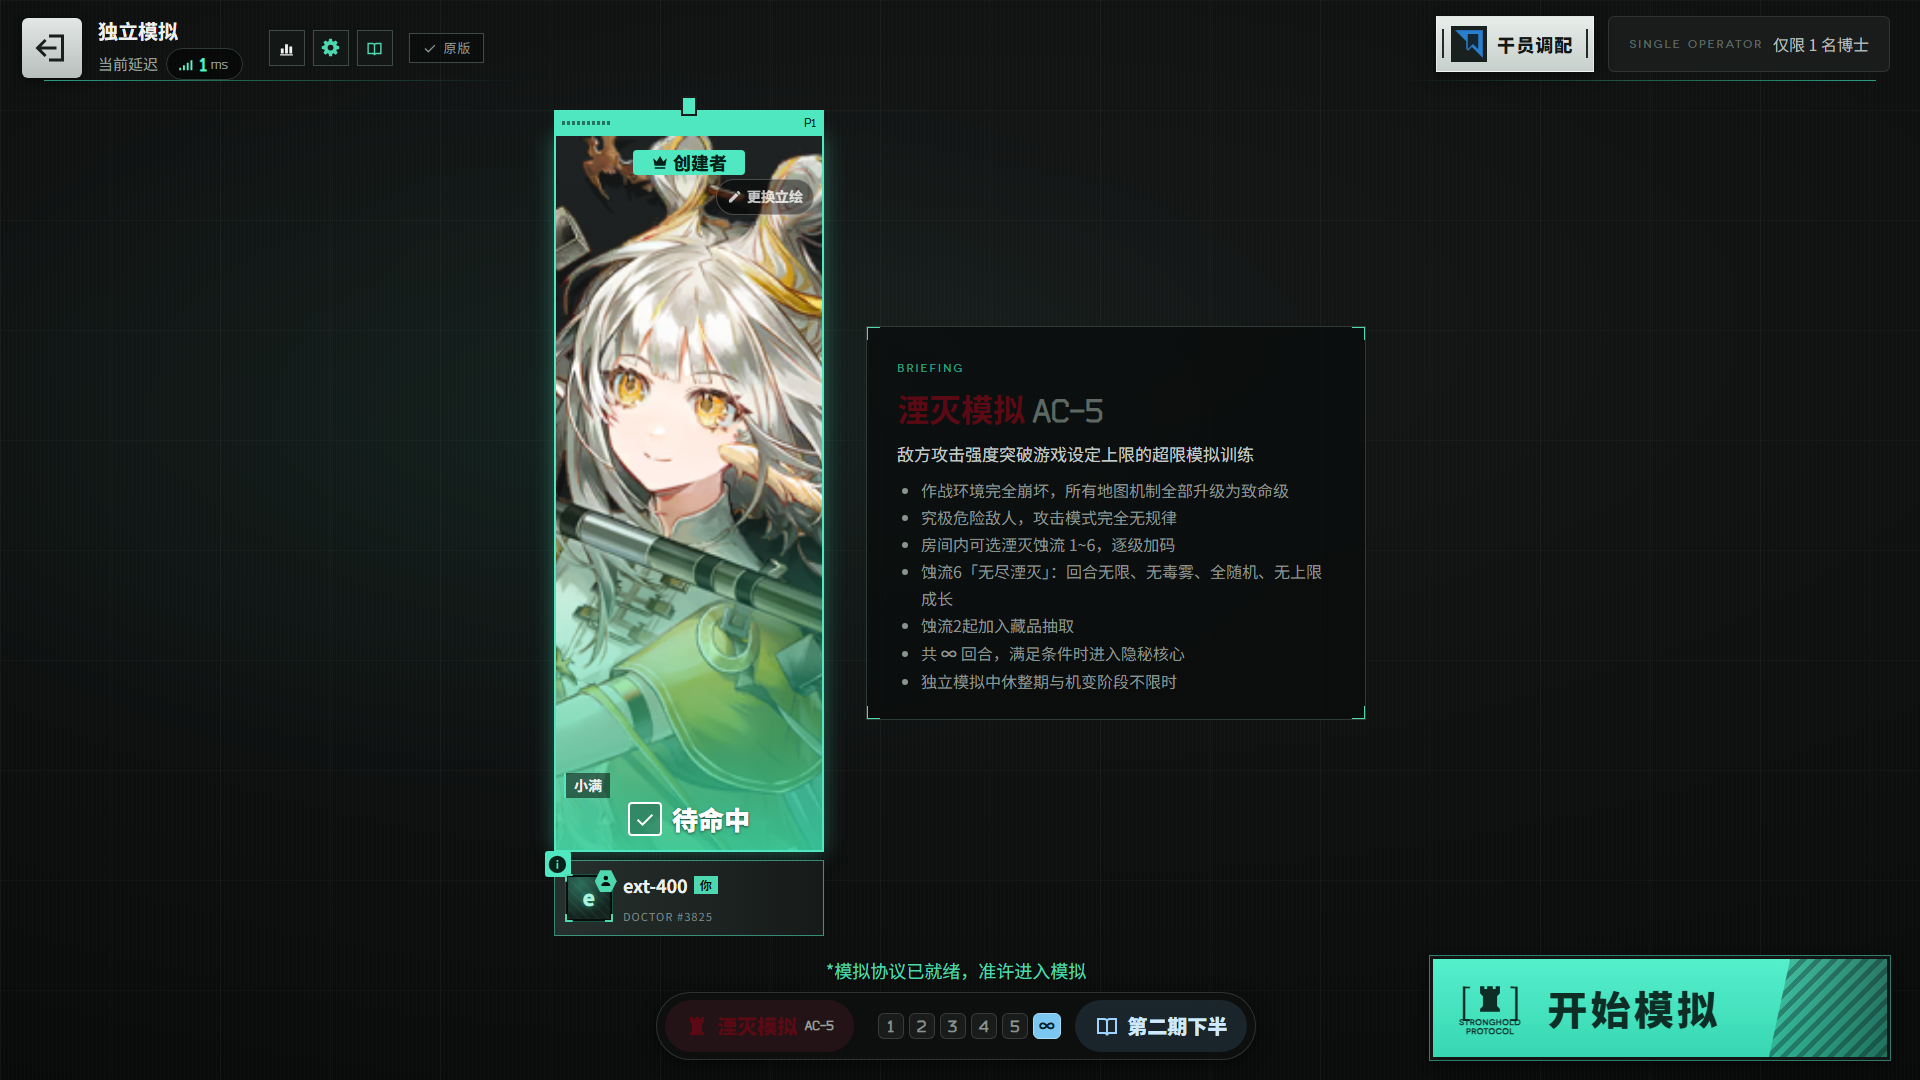 独立模拟
当前延迟 1 ms
原版
干员调配
SINGLE OPERATOR 仅限 1 名博士
P1
创建者
更换立绘
小满
待命中
e
ext-400 你
DOCTOR #3825
BRIEFING
湮灭模拟 AC-5
敌方攻击强度突破游戏设定上限的超限模拟训练
作战环境完全崩坏，所有地图机制全部升级为致命级
究极危险敌人，攻击模式完全无规律
房间内可选湮灭蚀流 1~6，逐级加码
蚀流6「无尽湮灭」：回合无限、无毒雾、全随机、无上限
成长
蚀流2起加入藏品抽取
共 ∞ 回合，满足条件时进入隐秘核心
独立模拟中休整期与机变阶段不限时
*模拟协议已就绪，准许进入模拟
湮灭模拟 AC-5
1 2 3 4 5 ∞
第二期下半
STRONGHOLD
PROTOCOL
开始模拟